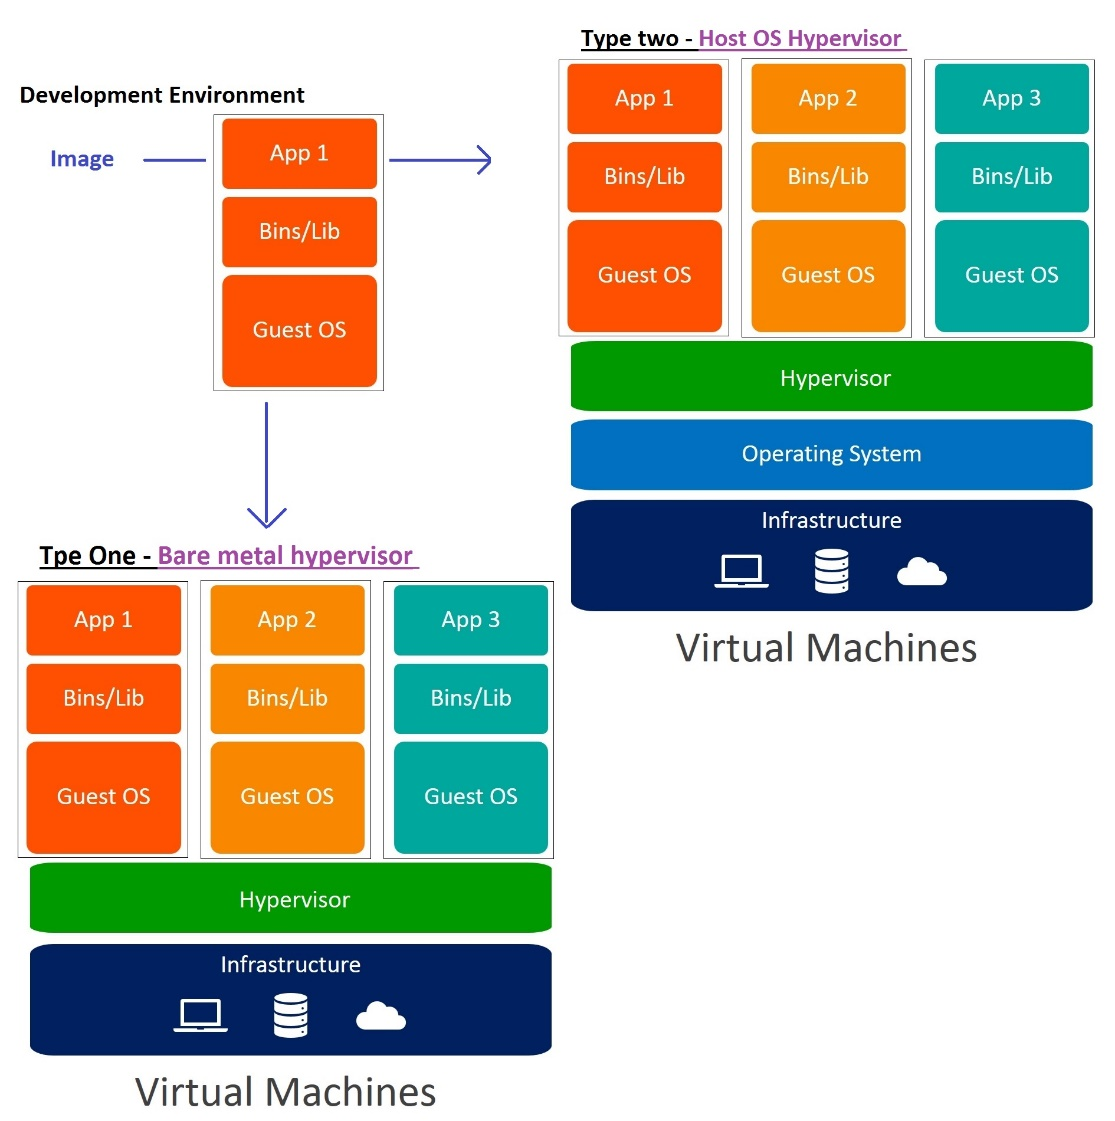 Development Environment
Image
App 1
Bins/Lib
Guest OS
Type two - Host OS Hypervisor
App 1
App 2
App 3
Bins/Lib
Bins/Lib
Bins/Lib
Guest OS
Guest OS
Guest OS
Hypervisor
Operating System
Infrastructure
Virtual Machines
Tpe One - Bare metal hypervisor
App 1
App 2
App 3
Bins/Lib
Bins/Lib
Bins/Lib
Guest OS
Guest OS
Guest OS
Hypervisor
Infrastructure
Virtual Machines